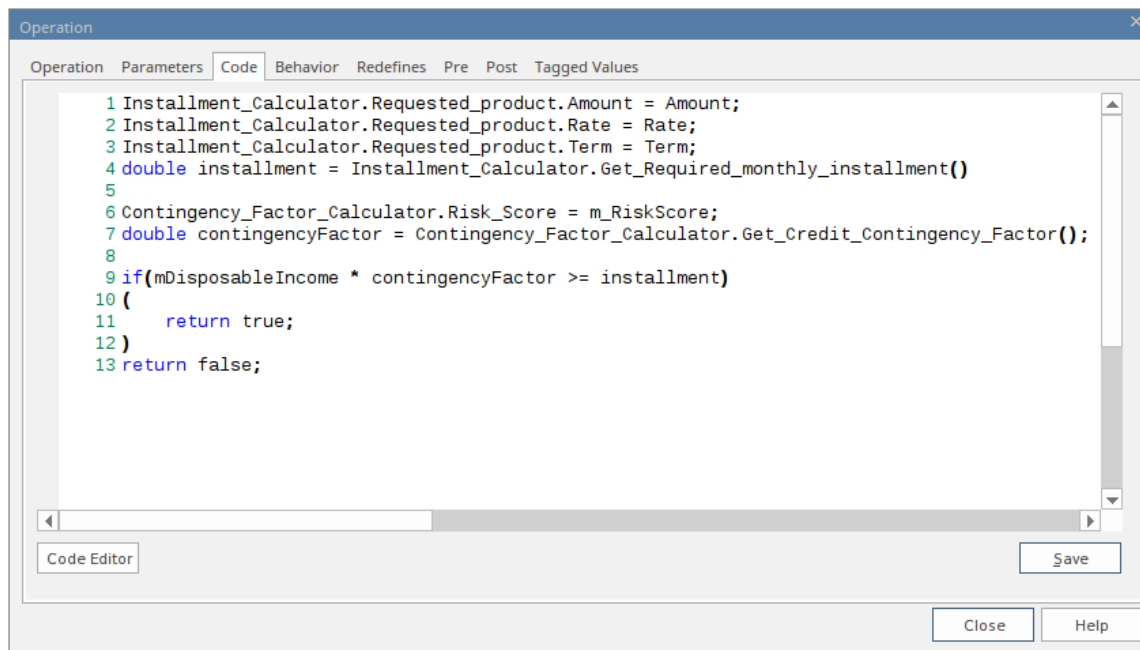 Operation
Operation Parameters Code Behavior Redefines Pre Post Tagged Values
1 Installment_Calculator.Requested_product.Amount = Amount;
2 Installment_Calculator.Requested_product.Rate = Rate;
3 Installment_Calculator.Requested_product.Term = Term;
4 double installment = Installment_Calculator.Get_Required_monthly_installment()
5
6 Contingency_Factor_Calculator.Risk_Score = m_RiskScore;
7 double contingencyFactor = Contingency_Factor_Calculator.Get_Credit_Contingency_Factor();
8
9 if(mDisposableIncome * contingencyFactor >= installment)
10 (
11     return true;
12 )
13 return false;
Code Editor Save
Close Help